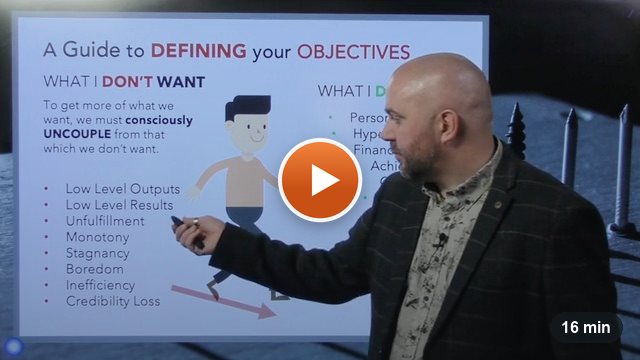 A Guide to DEFINING your OBJECTIVES
WHAT I DON'T WANT
To get more of what we
want, we must consciously
UNCOUPLE from that
which we don't want.
• Low Level Outputs
• Low Level Results
• Unfulfillment
• Monotony
• Stagnancy
• Boredom
• Inefficiency
• Credibility Loss
WHAT I
16 min